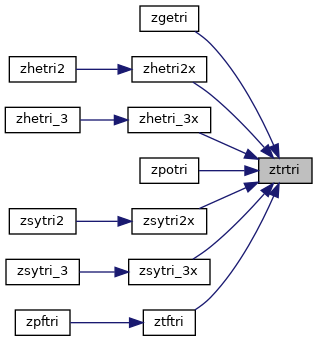 zgetri
zhetri2
zhetri2x
zhetri_3
zhetri_3x
zpotri
ztrtri
zsytri2
zsytri2x
zsytri_3
zsytri_3x
zpftri
ztftri